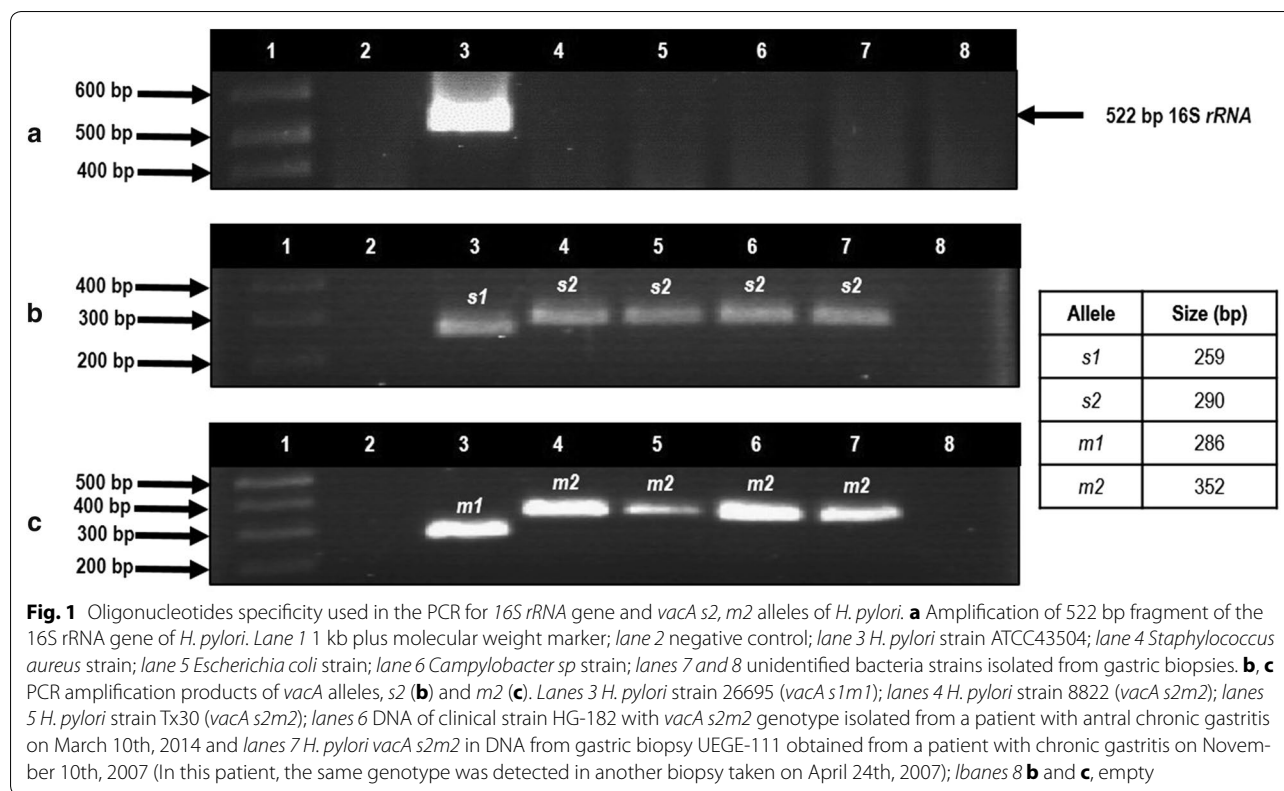 1 2 3 4 5 6 7 8
600 bp
500 bp
400 bp
a
522 bp 16S rRNA
1 2 3 4 5 6 7 8
400 bp
300 bp
200 bp
b
s1 s2 s2 s2 s2
1 2 3 4 5 6 7 8
500 bp
400 bp
300 bp
200 bp
c
m1 m2 m2 m2 m2
Allele Size (bp)
s1 259
s2 290
m1 286
m2 352
Fig. 1 Oligonucleotides specificity used in the PCR for 16S rRNA gene and vacA s2, m2 alleles of H. pylori. a Amplification of 522 bp fragment of the
16S rRNA gene of H. pylori. Lane 1 1 kb plus molecular weight marker; lane 2 negative control; lane 3 H. pylori strain ATCC43504; lane 4 Staphylococcus
aureus strain; lane 5 Escherichia coli strain; lane 6 Campylobacter sp strain; lanes 7 and 8 unidentified bacteria strains isolated from gastric biopsies. b, c
PCR amplification products of vacA alleles, s2 (b) and m2 (c). Lanes 3 H. pylori strain 26695 (vacA s1m1); lanes 4 H. pylori strain 8822 (vacA s2m2); lanes
5 H. pylori strain Tx30 (vacA s2m2); lanes 6 DNA of clinical strain HG-182 with vacA s2m2 genotype isolated from a patient with antral chronic gastritis
on March 10th, 2014 and lanes 7 H. pylori vacA s2m2 in DNA from gastric biopsy UEGE-111 obtained from a patient with chronic gastritis on Novem-
ber 10th, 2007 (In this patient, the same genotype was detected in another biopsy taken on April 24th, 2007); lbanes 8 b and c, empty